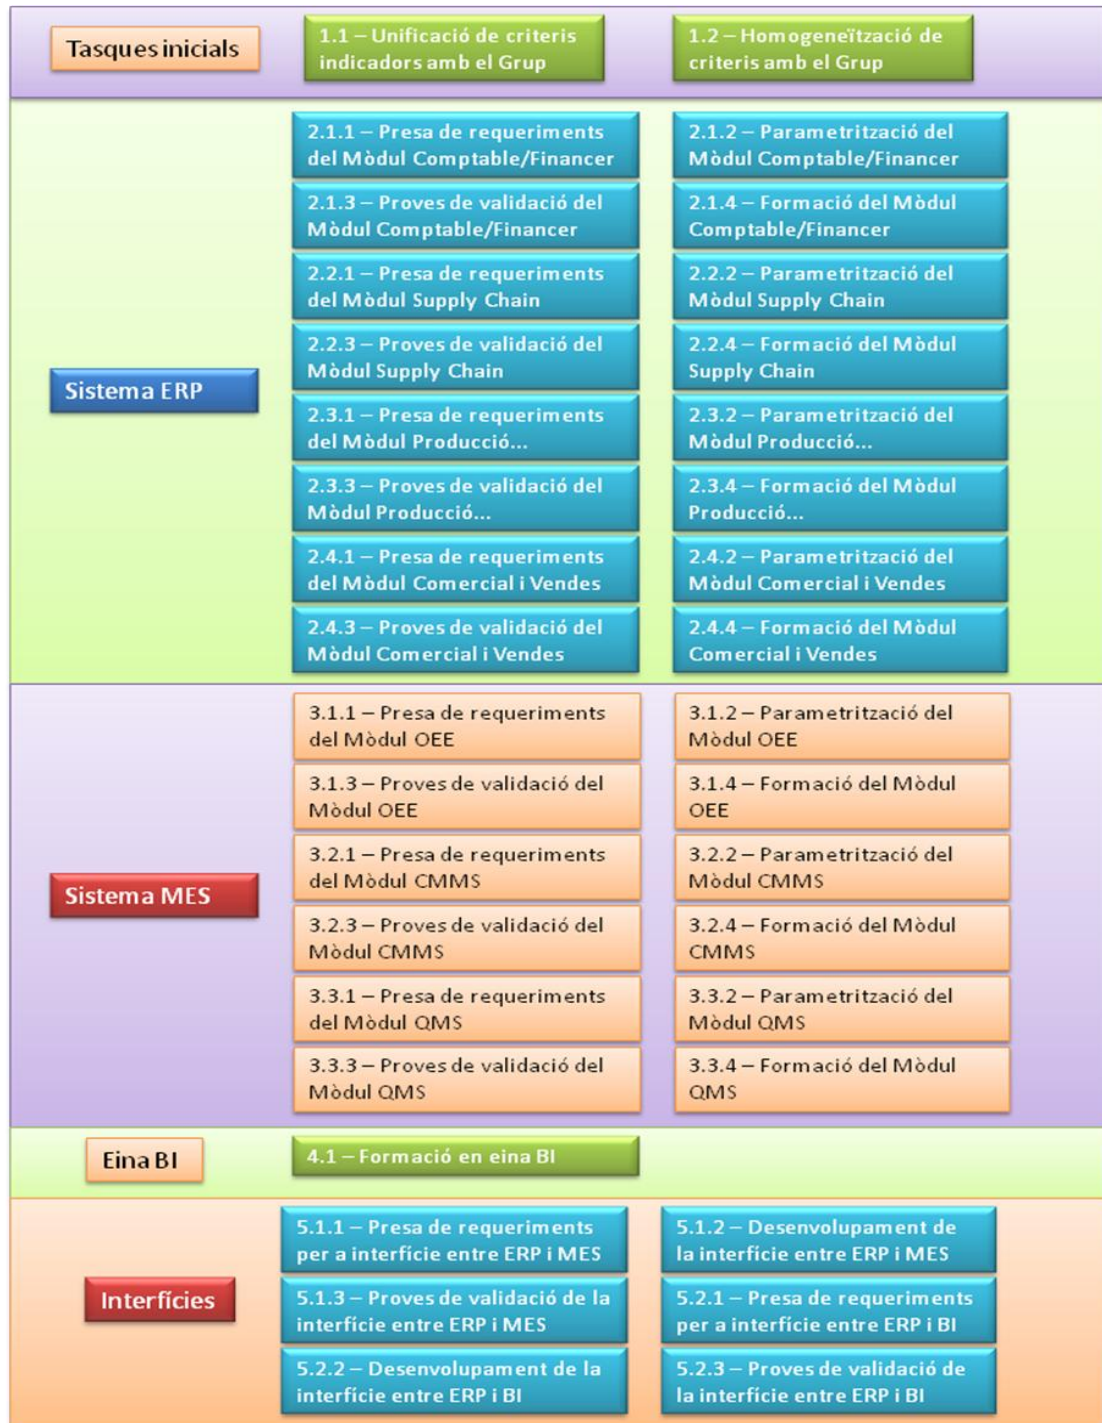 Tasques inicials
1.1 – Unificació de criteris
indicadors amb el Grup
1.2 – Homogeneïtzació de
criteris amb el Grup
Sistema ERP
2.1.1 – Presa de requeriments
del Mòdul Comptable/Financer
2.1.2 – Parametrització del
Mòdul Comptable/Financer
2.1.3 – Proves de validació del
Mòdul Comptable/Financer
2.1.4 – Formació del Mòdul
Comptable/Financer
2.2.1 – Presa de requeriments
del Mòdul Supply Chain
2.2.2 – Parametrització del
Mòdul Supply Chain
2.2.3 – Proves de validació del
Mòdul Supply Chain
2.2.4 – Formació del Mòdul
Supply Chain
2.3.1 – Presa de requeriments
del Mòdul Producció...
2.3.2 – Parametrització del
Mòdul Producció...
2.3.3 – Proves de validació del
Mòdul Producció...
2.3.4 – Formació del Mòdul
Producció...
2.4.1 – Presa de requeriments
del Mòdul Comercial i Vendes
2.4.2 – Parametrització del
Mòdul Comercial i Vendes
2.4.3 – Proves de validació del
Mòdul Comercial i Vendes
2.4.4 – Formació del Mòdul
Comercial i Vendes
Sistema MES
3.1.1 – Presa de requeriments
del Mòdul OEE
3.1.2 – Parametrització del
Mòdul OEE
3.1.3 – Proves de validació del
Mòdul OEE
3.1.4 – Formació del Mòdul
OEE
3.2.1 – Presa de requeriments
del Mòdul CMMS
3.2.2 – Parametrització del
Mòdul CMMS
3.2.3 – Proves de validació del
Mòdul CMMS
3.2.4 – Formació del Mòdul
CMMS
3.3.1 – Presa de requeriments
del Mòdul QMS
3.3.2 – Parametrització del
Mòdul QMS
3.3.3 – Proves de validació del
Mòdul QMS
3.3.4 – Formació del Mòdul
QMS
Eina BI
4.1 – Formació en eina BI
Interfícies
5.1.1 – Presa de requeriments
per a interfície entre ERP i MES
5.1.2 – Desenvolupament de
la interfície entre ERP i MES
5.1.3 – Proves de validació de la
interfície entre ERP i MES
5.2.1 – Presa de requeriments
per a interfície entre ERP i BI
5.2.2 – Desenvolupament de la
interfície entre ERP i BI
5.2.3 – Proves de validació de
la interfície entre ERP i BI